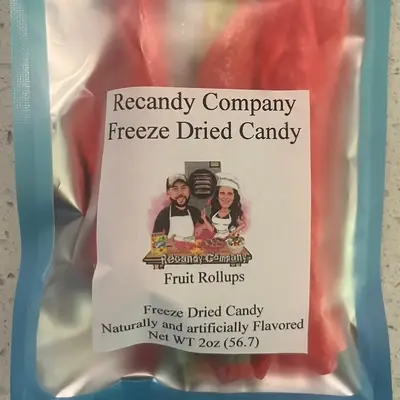 Recandy Company
Freeze Dried Candy
Recandy Company
Fruit Rollups
Freeze Dried Candy
Naturally and artificially Flavored
Net WT 2oz (56.7)